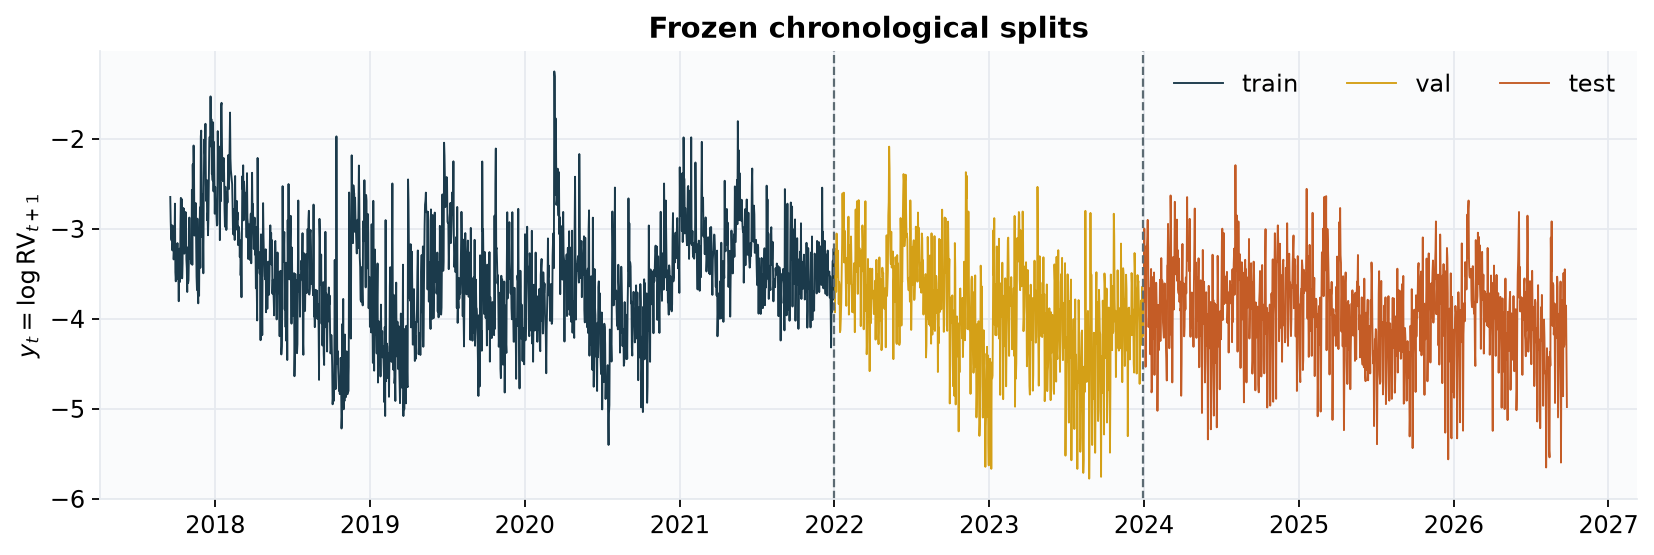 Frozen chronological splits
train val test
y_t = log RV_{t+1}
−2
−3
−4
−5
−6
2018 2019 2020 2021 2022 2023 2024 2025 2026 2027